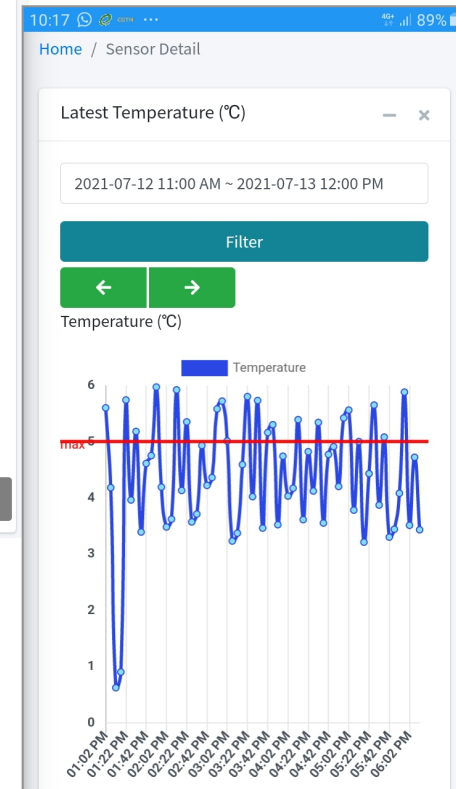 10:17 CGTN ••• 4G+ 89%
Home / Sensor Detail
Latest Temperature (℃)
2021-07-12 11:00 AM ~ 2021-07-13 12:00 PM
Filter
Temperature (℃)
Temperature
6
max 5
4
3
2
1
0
01:02 PM
01:22 PM
01:42 PM
02:02 PM
02:22 PM
02:42 PM
03:02 PM
03:22 PM
03:42 PM
04:02 PM
04:22 PM
04:42 PM
05:02 PM
05:22 PM
05:42 PM
06:02 PM